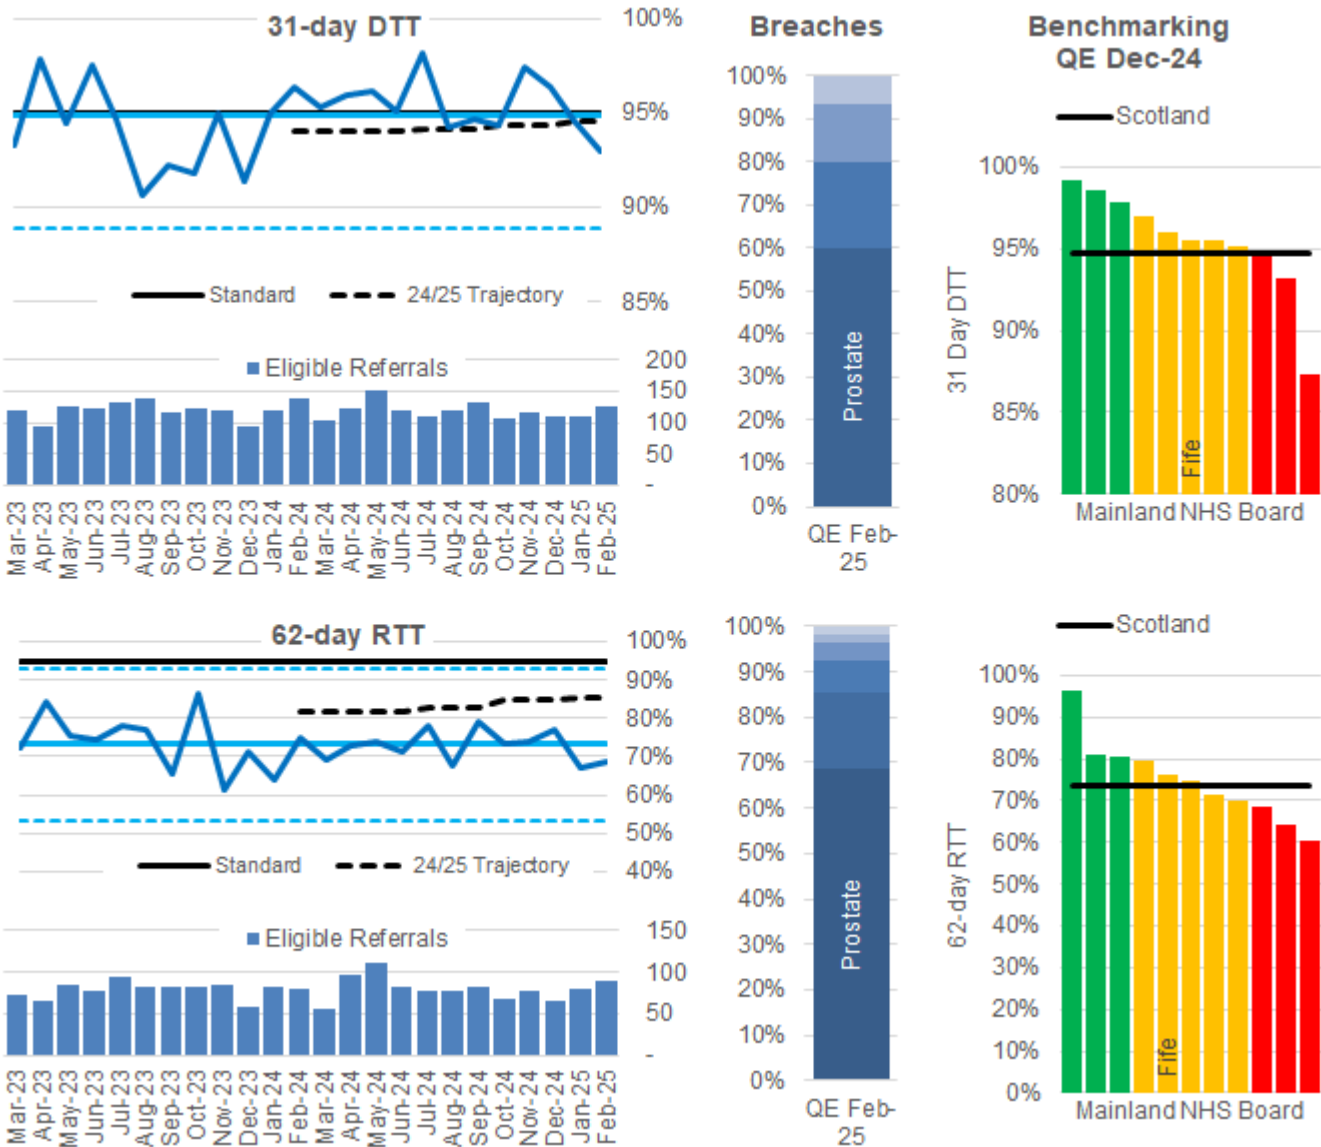 31-day DTT
100%
95%
90%
85%
Standard
24/25 Trajectory
Eligible Referrals
200
150
100
50
-
Mar-23
Apr-23
May-23
Jun-23
Jul-23
Aug-23
Sep-23
Oct-23
Nov-23
Dec-23
Jan-24
Feb-24
Mar-24
Apr-24
May-24
Jun-24
Jul-24
Aug-24
Sep-24
Oct-24
Nov-24
Dec-24
Jan-25
Feb-25
Breaches
100%
90%
80%
70%
60%
50%
40%
30%
20%
10%
0%
Prostate
QE Feb-
25
Benchmarking
QE Dec-24
Scotland
31 Day DTT
100%
95%
90%
85%
80%
Fife
Mainland NHS Board
62-day RTT
100%
90%
80%
70%
60%
50%
40%
Standard
24/25 Trajectory
Eligible Referrals
150
100
50
-
Mar-23
Apr-23
May-23
Jun-23
Jul-23
Aug-23
Sep-23
Oct-23
Nov-23
Dec-23
Jan-24
Feb-24
Mar-24
Apr-24
May-24
Jun-24
Jul-24
Aug-24
Sep-24
Oct-24
Nov-24
Dec-24
Jan-25
Feb-25
100%
90%
80%
70%
60%
50%
40%
30%
20%
10%
0%
Prostate
QE Feb-
25
Scotland
62-day RTT
100%
90%
80%
70%
60%
50%
40%
30%
20%
10%
0%
Fife
Mainland NHS Board